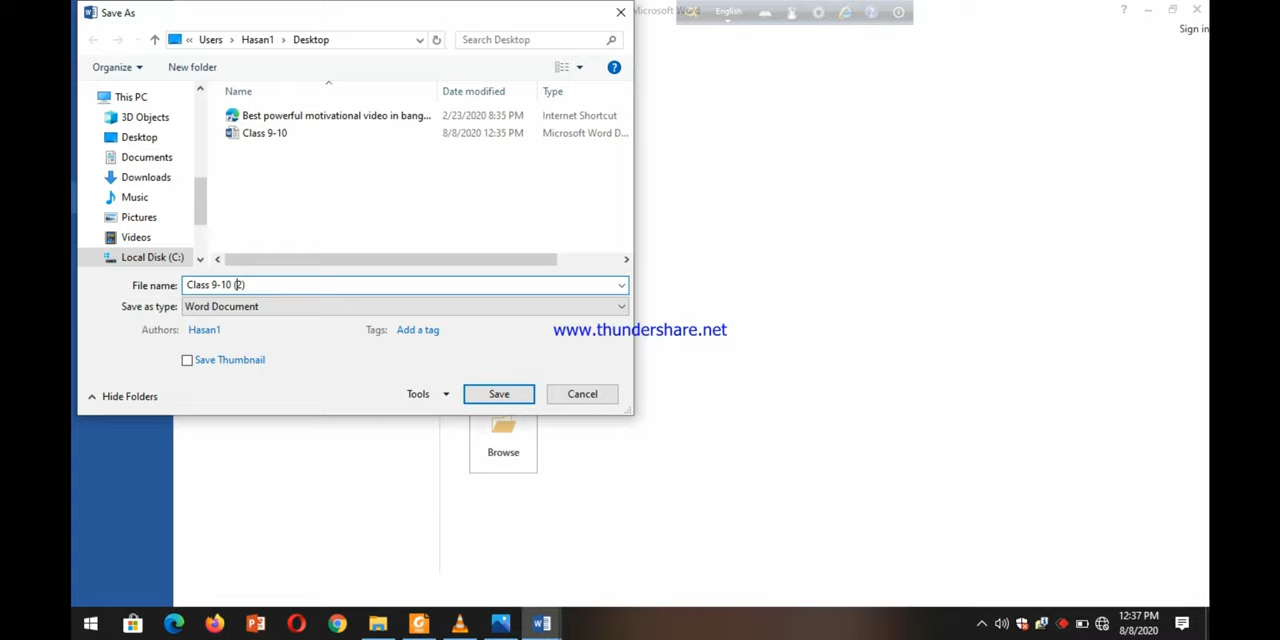 Save As
Microsoft Word
English
Sign in
Users > Hasan1 > Desktop
Search Desktop
Organize
New folder
Name
Date modified
Type
Best powerful motivational video in bang...
2/23/2020 8:35 PM
Internet Shortcut
Class 9-10
8/8/2020 12:35 PM
Microsoft Word D...
This PC
3D Objects
Desktop
Documents
Downloads
Music
Pictures
Videos
Local Disk (C:)
File name: Class 9-10 (2)
Save as type: Word Document
Authors: Hasan1
Tags: Add a tag
www.thundershare.net
Save Thumbnail
Hide Folders
Tools
Save
Cancel
Browse
12:37 PM
8/8/2020